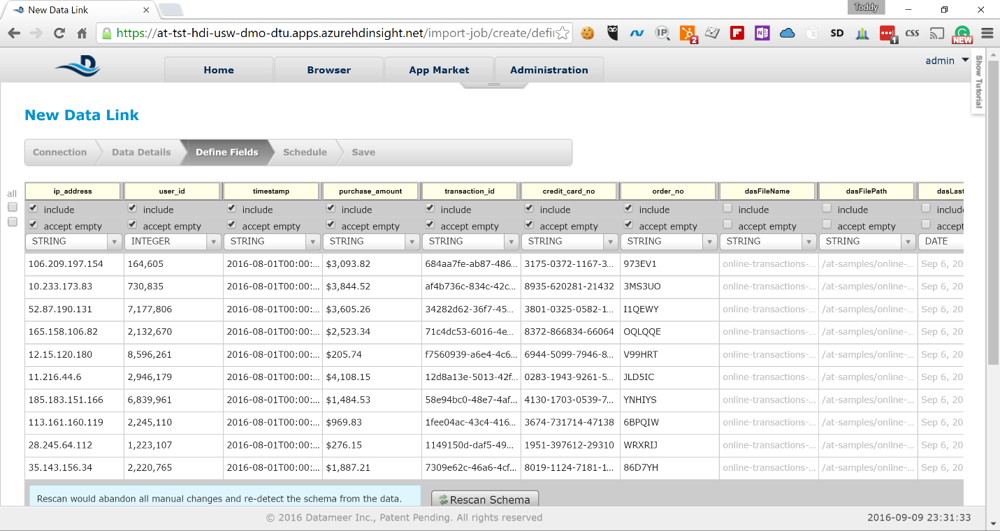 New Data Link
Toddy
https://at-tst-hdi-usw-dmo-dtu.apps.azurehdinsight.net/import-job/create/defin
IP 2 SD 1 CSS NEW
Home Browser App Market Administration admin
Show Tutorial
New Data Link
Connection Data Details Define Fields Schedule Save
all ip_address user_id timestamp purchase_amount transaction_id credit_card_no order_no dasFileName dasFilePath dasLast
include include include include include include include include include includ
accept empty accept empty accept empty accept empty accept empty accept empty accept empty accept empty accept empty accept
STRING INTEGER STRING STRING STRING STRING STRING STRING STRING DATE
106.209.197.154 164,605 2016-08-01T00:00:... $3,093.82 684aa7fe-ab87-486... 3175-0372-1167-3... 973EV1 online-transactions-... /at-samples/online-... Sep 6, 20
10.233.173.83 730,835 2016-08-01T00:00:... $3,844.52 af4b736c-834c-42c... 8935-620281-21432 3MS3UO online-transactions-... /at-samples/online-... Sep 6, 20
52.87.190.131 7,177,806 2016-08-01T00:00:... $3,605.26 34282d62-36f7-45... 3801-0325-0582-1... I1QEWY online-transactions-... /at-samples/online-... Sep 6, 20
165.158.106.82 2,132,670 2016-08-01T00:00:... $2,523.34 71c4dc53-6016-4e... 8372-866834-66064 OQLQQE online-transactions-... /at-samples/online-... Sep 6, 20
12.15.120.180 8,596,261 2016-08-01T00:00:... $205.74 f7560939-a6e4-4c6... 6944-5099-7946-8... V99HRT online-transactions-... /at-samples/online-... Sep 6, 20
11.216.44.6 2,946,179 2016-08-01T00:00:... $4,108.15 12d8a13e-5013-42f... 0283-1943-9261-5... JLD5IC online-transactions-... /at-samples/online-... Sep 6, 20
185.183.151.166 6,839,961 2016-08-01T00:00:... $1,484.53 58e94bc0-48e7-4af... 4130-1703-0539-7... YNHIYS online-transactions-... /at-samples/online-... Sep 6, 20
113.161.160.119 2,245,110 2016-08-01T00:00:... $969.83 1fee04ac-43c4-416... 3674-731714-47138 6BPQIW online-transactions-... /at-samples/online-... Sep 6, 20
28.245.64.112 1,223,107 2016-08-01T00:00:... $276.15 1149150d-daf5-49... 1951-397612-29310 WRXRIJ online-transactions-... /at-samples/online-... Sep 6, 20
35.143.156.34 2,220,765 2016-08-01T00:00:... $1,887.21 7309e62c-46a6-4cf... 8019-1124-7181-1... 86D7YH online-transactions-... /at-samples/online-... Sep 6, 20
Rescan would abandon all manual changes and re-detect the schema from the data. Rescan Schema
© 2016 Datameer Inc., Patent Pending. All rights reserved 2016-09-09 23:31:33